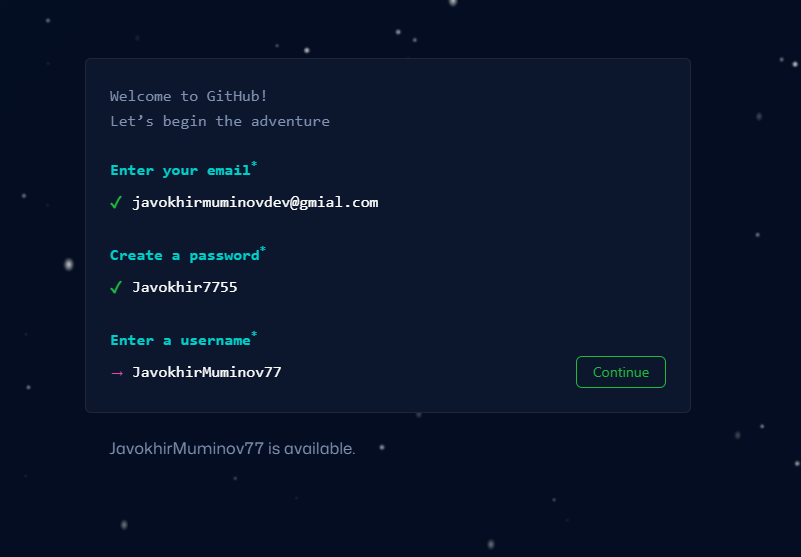 Welcome to GitHub!
Let’s begin the adventure
Enter your email*
✓ javokhirmuminovdev@gmial.com
Create a password*
✓ Javokhir7755
Enter a username*
→ JavokhirMuminov77
Continue
JavokhirMuminov77 is available.